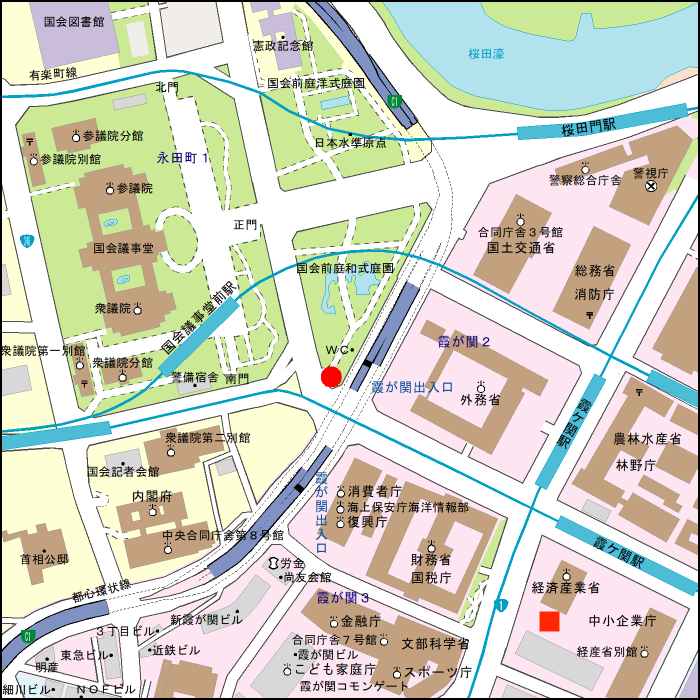 国会図書館
憲政記念館
桜田濠
有楽町線
北門
国会前庭洋式庭園
C1
桜田門駅
〒
参議院分館
日本水準原点
参議院別館
永田町1
警察総合庁舎
警視庁
参議院
正門
合同庁舎3号館
国土交通省
国会議事堂
国会前庭和式庭園
総務省
消防庁
衆議院
国会議事堂前駅
〒
霞が関2
WC
衆議院第一別館
衆議院分館
警備宿舎
南門
霞が関出入口
〒
〒
外務省
霞ケ関駅
衆議院第二別館
農林水産省
林野庁
国会記者会館
内閣府
霞が関出入口
消費者庁
海上保安庁海洋情報部
復興庁
中央合同庁舎第8号館
霞ケ関駅
首相公邸
労金
尚友会館
財務省
国税庁
経済産業省
都心環状線
霞が関3
1
新霞が関ビル
金融庁
中小企業庁
3丁目ビル
合同庁舎7号館
文部科学省
C1
東急ビル
近鉄ビル
霞が関ビル
経産省別館
明産
こども家庭庁
スポーツ庁
細川ビル
NOFビル
霞が関コモンゲート